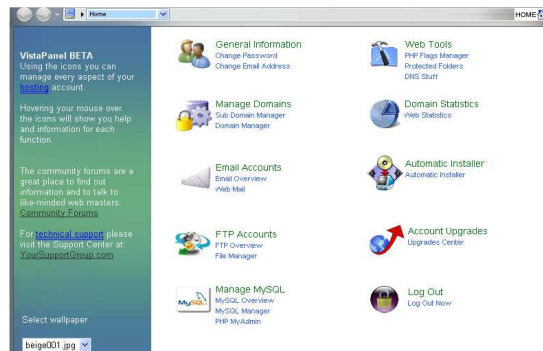 Home
HOME
VistaPanel BETA
Using the icons you can
manage every aspect of your
hosting account.
Hovering your mouse over
the icons will show you help
and information for each
function.
The community forums are a
great place to find out
information and to talk to
like-minded web masters:
Community Forums
For technical support please
visit the Support Center at
YourSupportGroup.com
Select wallpaper
beige001.jpg
General Information
Change Password
Change Email Address
Web Tools
PHP Flags Manager
Protected Folders
DNS Stuff
Manage Domains
Sub Domain Manager
Domain Manager
Domain Statistics
Web Statistics
Email Accounts
Email Overview
Web Mail
Automatic Installer
Automatic Installer
FTP Accounts
FTP Overview
File Manager
Account Upgrades
Upgrades Center
MySQL
Manage MySQL
MySQL Overview
MySQL Manager
PHP MyAdmin
Log Out
Log Out Now